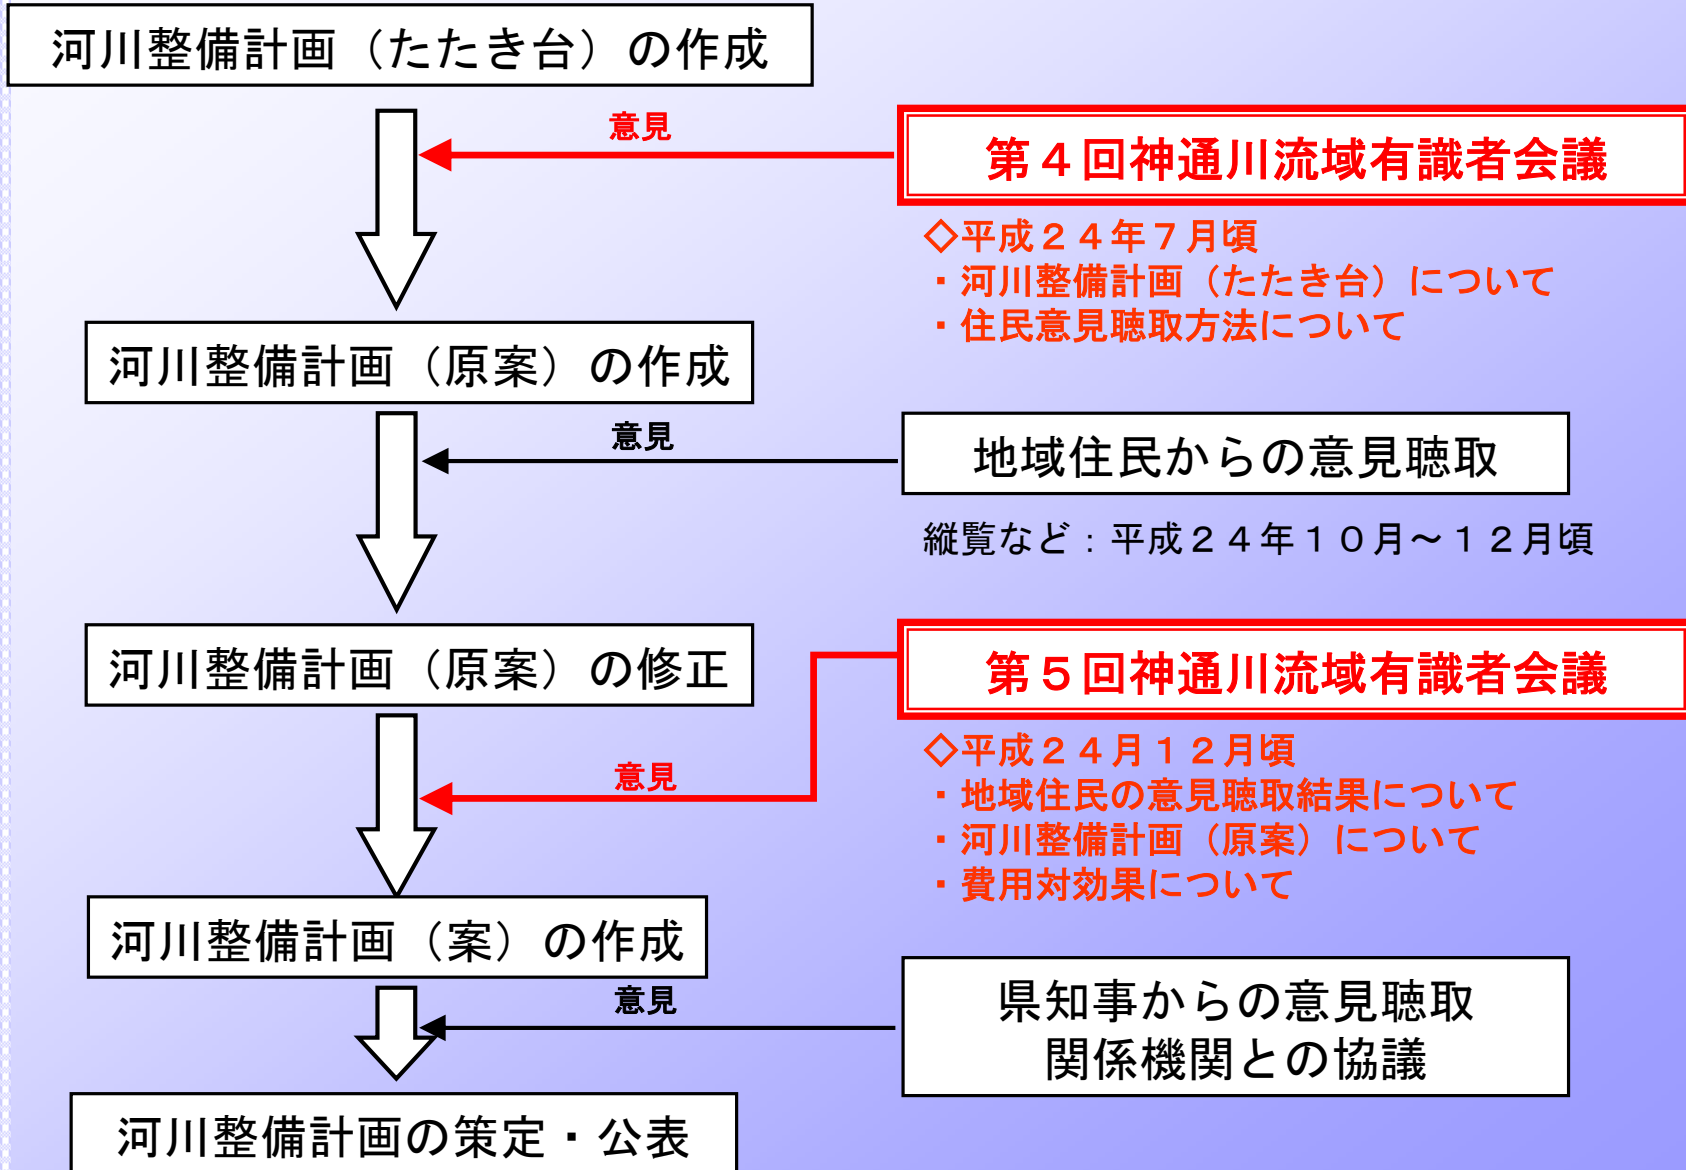 河川整備計画（たたき台）の作成
意見
第４回神通川流域有識者会議
◇平成２４年７月頃
・河川整備計画（たたき台）について
・住民意見聴取方法について
河川整備計画（原案）の作成
意見
地域住民からの意見聴取
縦覧など：平成２４年１０月～１２月頃
河川整備計画（原案）の修正
第５回神通川流域有識者会議
意見
◇平成２４月１２月頃
・地域住民の意見聴取結果について
・河川整備計画（原案）について
・費用対効果について
河川整備計画（案）の作成
意見
県知事からの意見聴取
関係機関との協議
河川整備計画の策定・公表